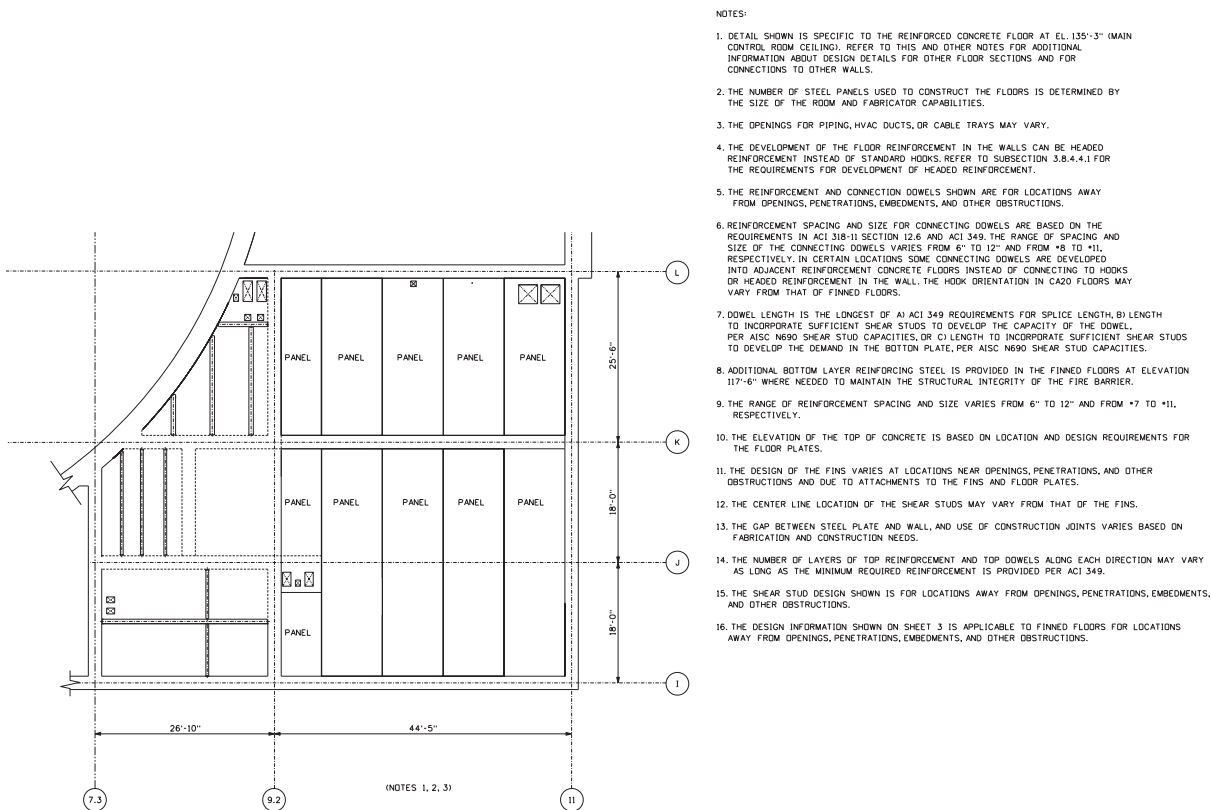 NOTES:
1. DETAIL SHOWN IS SPECIFIC TO THE REINFORCED CONCRETE FLOOR AT EL. 135'-3" (MAIN
CONTROL ROOM CEILING). REFER TO THIS AND OTHER NOTES FOR ADDITIONAL
INFORMATION ABOUT DESIGN DETAILS FOR OTHER FLOOR SECTIONS AND FOR
CONNECTIONS TO OTHER WALLS.
2. THE NUMBER OF STEEL PANELS USED TO CONSTRUCT THE FLOORS IS DETERMINED BY
THE SIZE OF THE ROOM AND FABRICATOR CAPABILITIES.
3. THE OPENINGS FOR PIPING, HVAC DUCTS, OR CABLE TRAYS MAY VARY.
4. THE DEVELOPMENT OF THE FLOOR REINFORCEMENT IN THE WALLS CAN BE HEADED
REINFORCEMENT INSTEAD OF STANDARD HOOKS. REFER TO SUBSECTION 3.8.4.4.1 FOR
THE REQUIREMENTS FOR DEVELOPMENT OF HEADED REINFORCEMENT.
5. THE REINFORCEMENT AND CONNECTION DOWELS SHOWN ARE FOR LOCATIONS AWAY
FROM OPENINGS, PENETRATIONS, EMBEDMENTS, AND OTHER OBSTRUCTIONS.
6. REINFORCEMENT SPACING AND SIZE FOR CONNECTING DOWELS ARE BASED ON THE
REQUIREMENTS IN ACI 318-11 SECTION 12.6 AND ACI 349. THE RANGE OF SPACING AND
SIZE OF THE CONNECTING DOWELS VARIES FROM 6" TO 12" AND FROM #8 TO #11,
RESPECTIVELY. IN CERTAIN LOCATIONS SOME CONNECTING DOWELS ARE DEVELOPED
INTO ADJACENT REINFORCEMENT CONCRETE FLOORS INSTEAD OF CONNECTING TO HOOKS
OR HEADED REINFORCEMENT IN THE WALL. THE HOOK ORIENTATION IN CA20 FLOORS MAY
VARY FROM THAT OF FINNED FLOORS.
7. DOWEL LENGTH IS THE LONGEST OF A) ACI 349 REQUIREMENTS FOR SPLICE LENGTH, B) LENGTH
TO INCORPORATE SUFFICIENT SHEAR STUDS TO DEVELOP THE CAPACITY OF THE DOWEL,
PER AISC N690 SHEAR STUD CAPACITIES, OR C) LENGTH TO INCORPORATE SUFFICIENT SHEAR STUDS
TO DEVELOP THE DEMAND IN THE BOTTON PLATE, PER AISC N690 SHEAR STUD CAPACITIES.
8. ADDITIONAL BOTTOM LAYER REINFORCING STEEL IS PROVIDED IN THE FINNED FLOORS AT ELEVATION
117'-6" WHERE NEEDED TO MAINTAIN THE STRUCTURAL INTEGRITY OF THE FIRE BARRIER.
9. THE RANGE OF REINFORCEMENT SPACING AND SIZE VARIES FROM 6" TO 12" AND FROM #7 TO #11,
RESPECTIVELY.
10. THE ELEVATION OF THE TOP OF CONCRETE IS BASED ON LOCATION AND DESIGN REQUIREMENTS FOR
THE FLOOR PLATES.
11. THE DESIGN OF THE FINS VARIES AT LOCATIONS NEAR OPENINGS, PENETRATIONS, AND OTHER
OBSTRUCTIONS AND DUE TO ATTACHMENTS TO THE FINS AND FLOOR PLATES.
12. THE CENTER LINE LOCATION OF THE SHEAR STUDS MAY VARY FROM THAT OF THE FINS.
13. THE GAP BETWEEN STEEL PLATE AND WALL, AND USE OF CONSTRUCTION JOINTS VARIES BASED ON
FABRICATION AND CONSTRUCTION NEEDS.
14. THE NUMBER OF LAYERS OF TOP REINFORCEMENT AND TOP DOWELS ALONG EACH DIRECTION MAY VARY
AS LONG AS THE MINIMUM REQUIRED REINFORCEMENT IS PROVIDED PER ACI 349.
15. THE SHEAR STUD DESIGN SHOWN IS FOR LOCATIONS AWAY FROM OPENINGS, PENETRATIONS, EMBEDMENTS,
AND OTHER OBSTRUCTIONS.
16. THE DESIGN INFORMATION SHOWN ON SHEET 3 IS APPLICABLE TO FINNED FLOORS FOR LOCATIONS
AWAY FROM OPENINGS, PENETRATIONS, EMBEDMENTS, AND OTHER OBSTRUCTIONS.
L
PANEL PANEL PANEL PANEL PANEL
25'-6"
K
PANEL PANEL PANEL PANEL PANEL
18'-0"
J
PANEL
18'-0"
I
26'-10" 44'-5"
(NOTES 1, 2, 3)
7.3 9.2 11